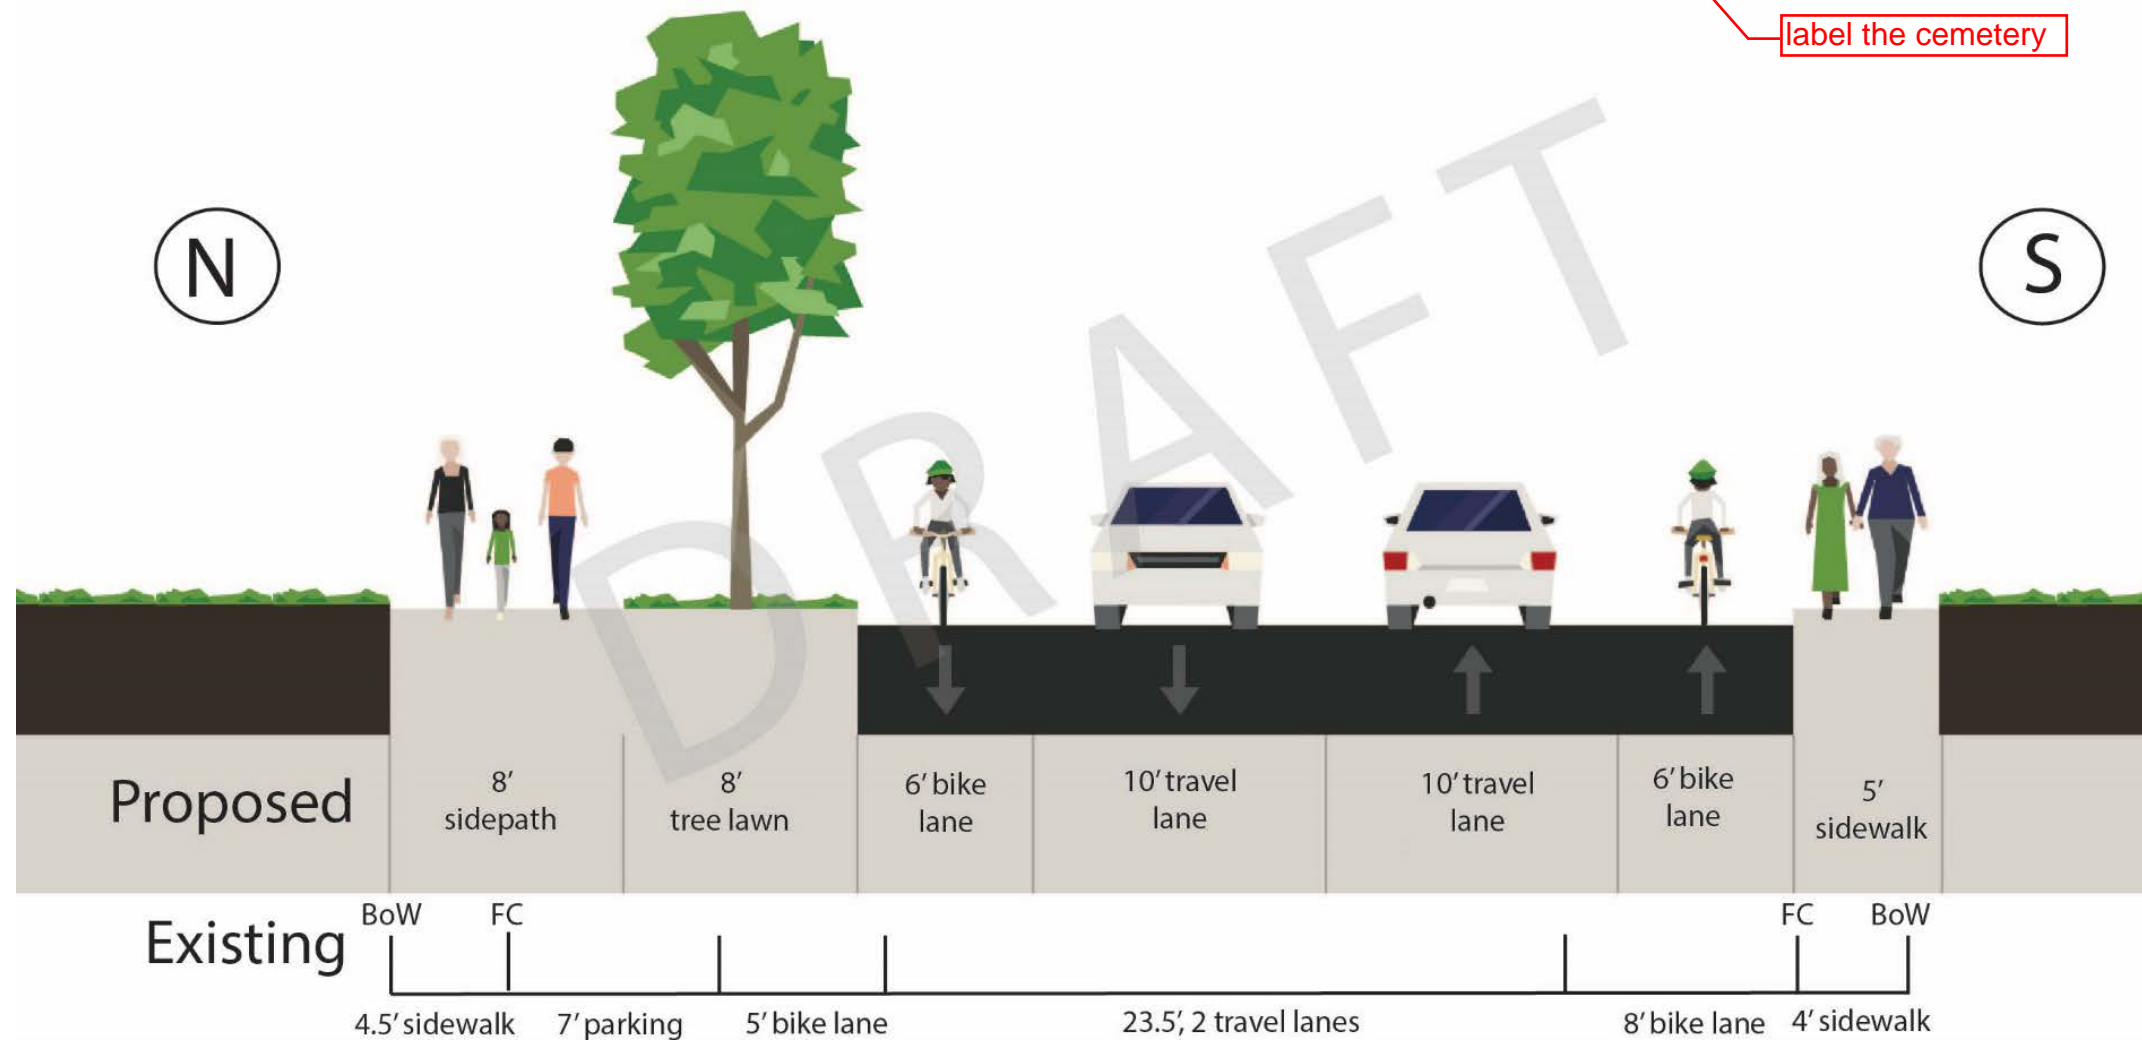 label the cemetery
N
S
DRAFT
Proposed
8’
sidepath
8’
tree lawn
6’ bike
lane
10’ travel
lane
10’ travel
lane
6’ bike
lane
5’
sidewalk
Existing
BoW
FC
FC
BoW
4.5’ sidewalk
7’ parking
5’ bike lane
23.5’, 2 travel lanes
8’ bike lane
4’ sidewalk